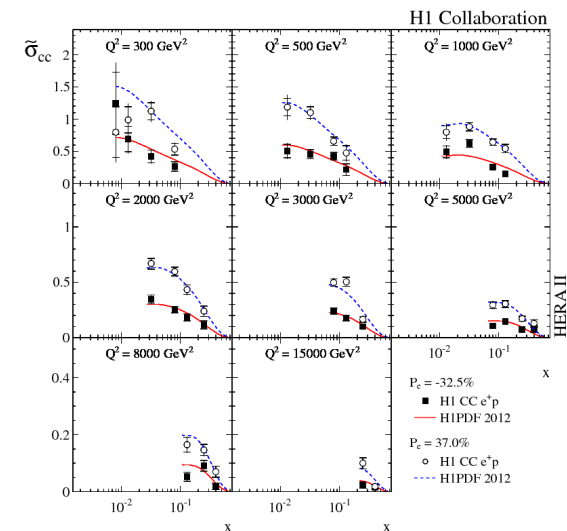 H1 Collaboration
σ̃cc
Q² = 300 GeV²
Q² = 500 GeV²
Q² = 1000 GeV²
2
1.5
1
0.5
0
Q² = 2000 GeV²
Q² = 3000 GeV²
Q² = 5000 GeV²
1
0.5
0
HERA II
Q² = 8000 GeV²
Q² = 15000 GeV²
0.4
0.2
0
10⁻² 10⁻¹
x
10⁻² 10⁻¹
x
10⁻² 10⁻¹
x
Pₑ = -32.5%
H1 CC e⁺p
H1PDF 2012
Pₑ = 37.0%
H1 CC e⁺p
H1PDF 2012